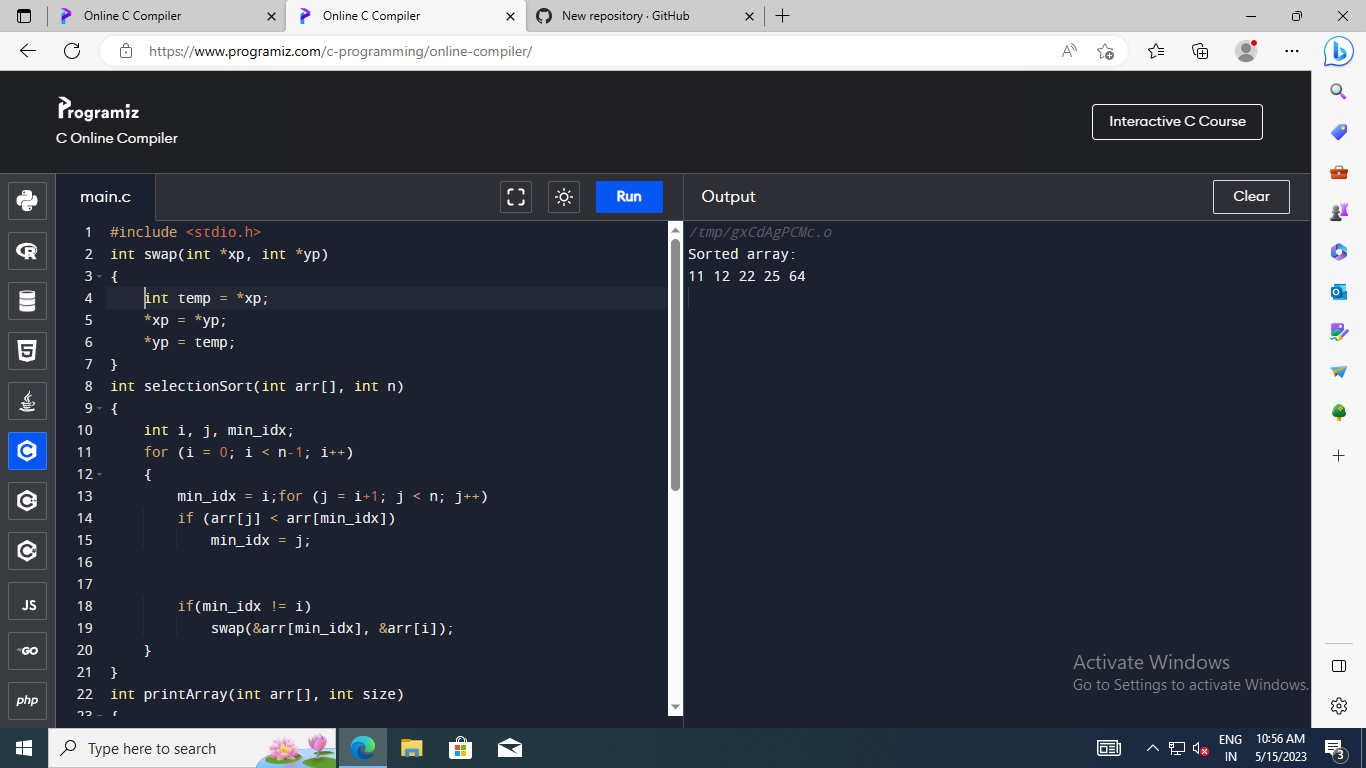 Online C Compiler
Online C Compiler
New repository · GitHub
https://www.programiz.com/c-programming/online-compiler/
Programiz
C Online Compiler
Interactive C Course
main.c
Run
Output
Clear
1 #include <stdio.h>
2 int swap(int *xp, int *yp)
3 {
4 int temp = *xp;
5 *xp = *yp;
6 *yp = temp;
7 }
8 int selectionSort(int arr[], int n)
9 {
10 int i, j, min_idx;
11 for (i = 0; i < n-1; i++)
12 {
13 min_idx = i;for (j = i+1; j < n; j++)
14 if (arr[j] < arr[min_idx])
15 min_idx = j;
16
17
18 if(min_idx != i)
19 swap(&arr[min_idx], &arr[i]);
20 }
21 }
22 int printArray(int arr[], int size)
23 {
/tmp/gxCdAgPCMc.o
Sorted array:
11 12 22 25 64
JS
GO
php
Activate Windows
Go to Settings to activate Windows.
Type here to search
ENG
IN
10:56 AM
5/15/2023
3